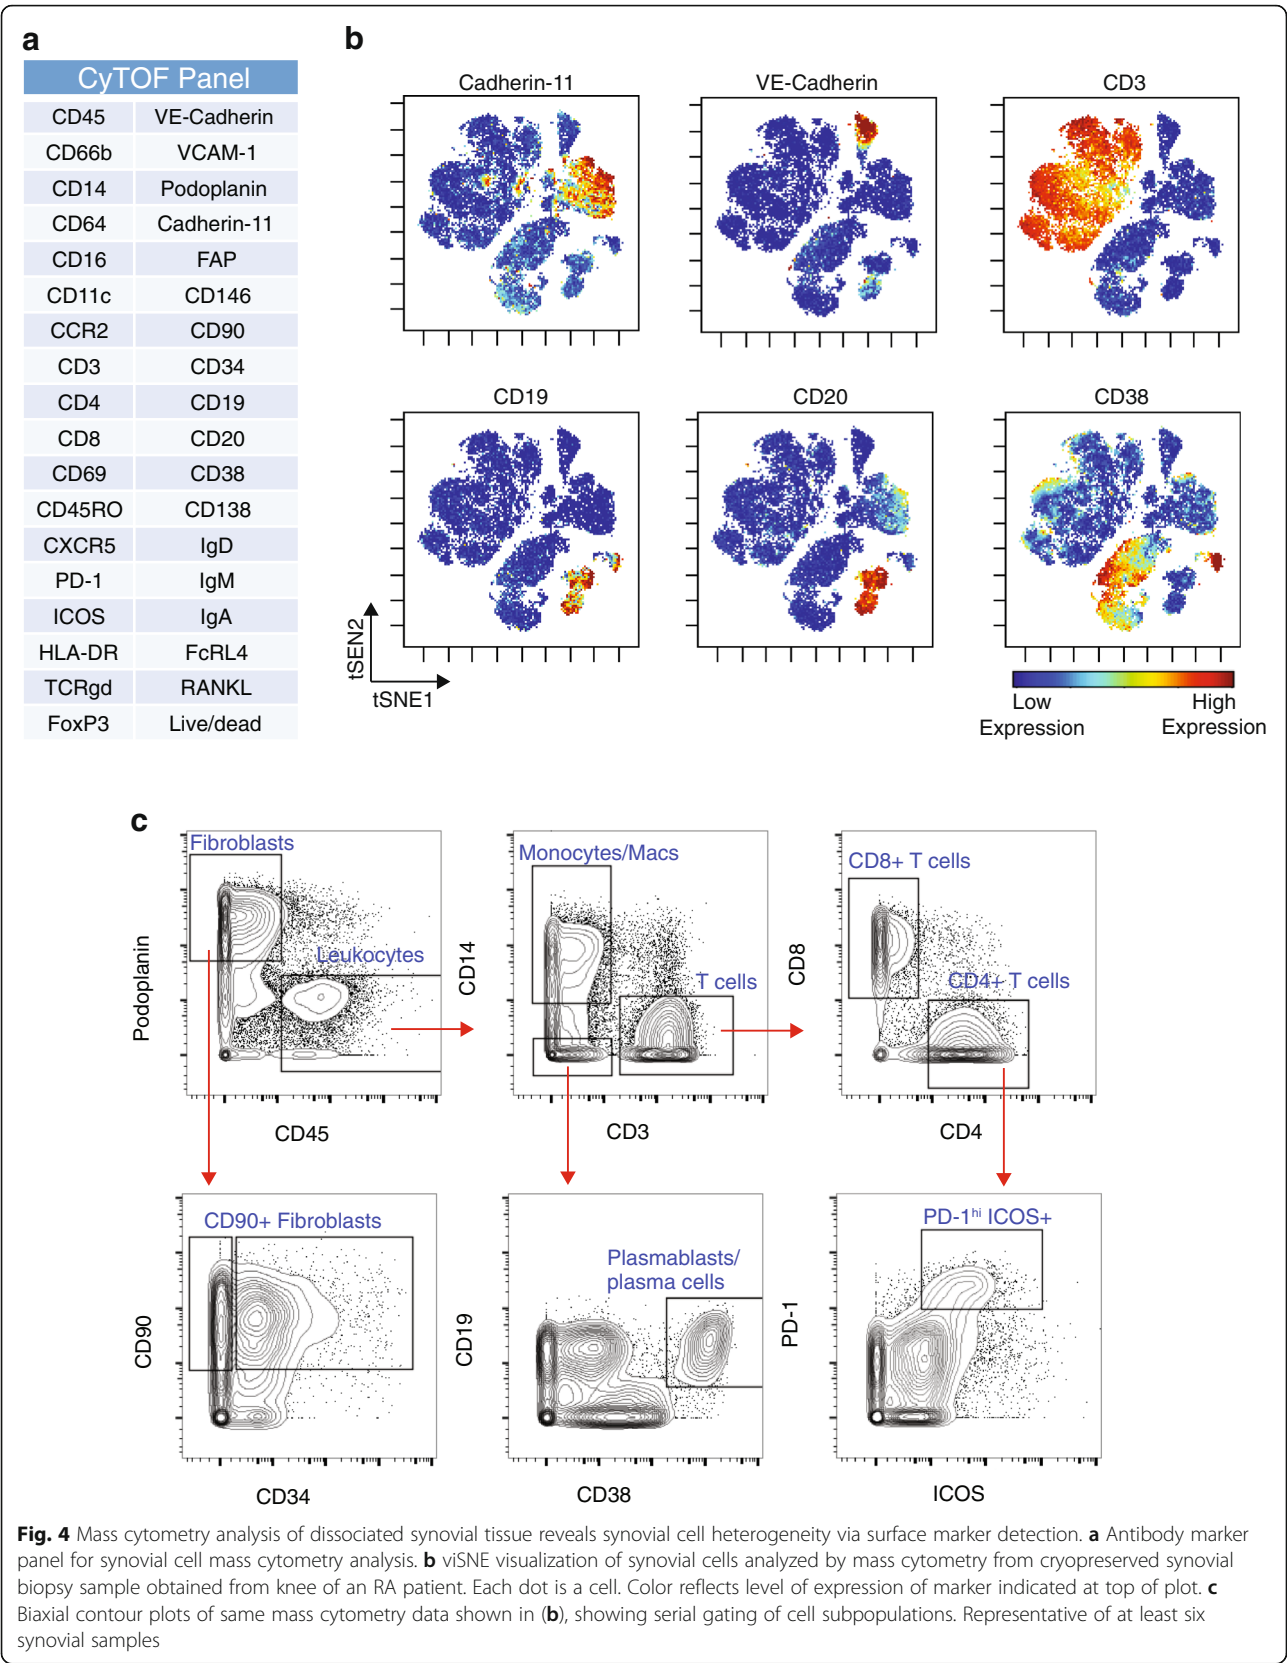 a
CyTOF Panel
CD45 VE-Cadherin
CD66b VCAM-1
CD14 Podoplanin
CD64 Cadherin-11
CD16 FAP
CD11c CD146
CCR2 CD90
CD3 CD34
CD4 CD19
CD8 CD20
CD69 CD38
CD45RO CD138
CXCR5 IgD
PD-1 IgM
ICOS IgA
HLA-DR FcRL4
TCRgd RANKL
FoxP3 Live/dead
b
Cadherin-11 VE-Cadherin CD3
CD19 CD20 CD38
tSEN2
tSNE1
Low Expression
High Expression
c
Fibroblasts
Leukocytes
Podoplanin
CD45
Monocytes/Macs
T cells
CD14
CD3
CD8+ T cells
CD4+ T cells
CD8
CD4
CD90+ Fibroblasts
CD90
CD34
Plasmablasts/
plasma cells
CD19
CD38
PD-1hi ICOS+
PD-1
ICOS
Fig. 4 Mass cytometry analysis of dissociated synovial tissue reveals synovial cell heterogeneity via surface marker detection. a Antibody marker
panel for synovial cell mass cytometry analysis. b viSNE visualization of synovial cells analyzed by mass cytometry from cryopreserved synovial
biopsy sample obtained from knee of an RA patient. Each dot is a cell. Color reflects level of expression of marker indicated at top of plot. c
Biaxial contour plots of same mass cytometry data shown in (b), showing serial gating of cell subpopulations. Representative of at least six
synovial samples